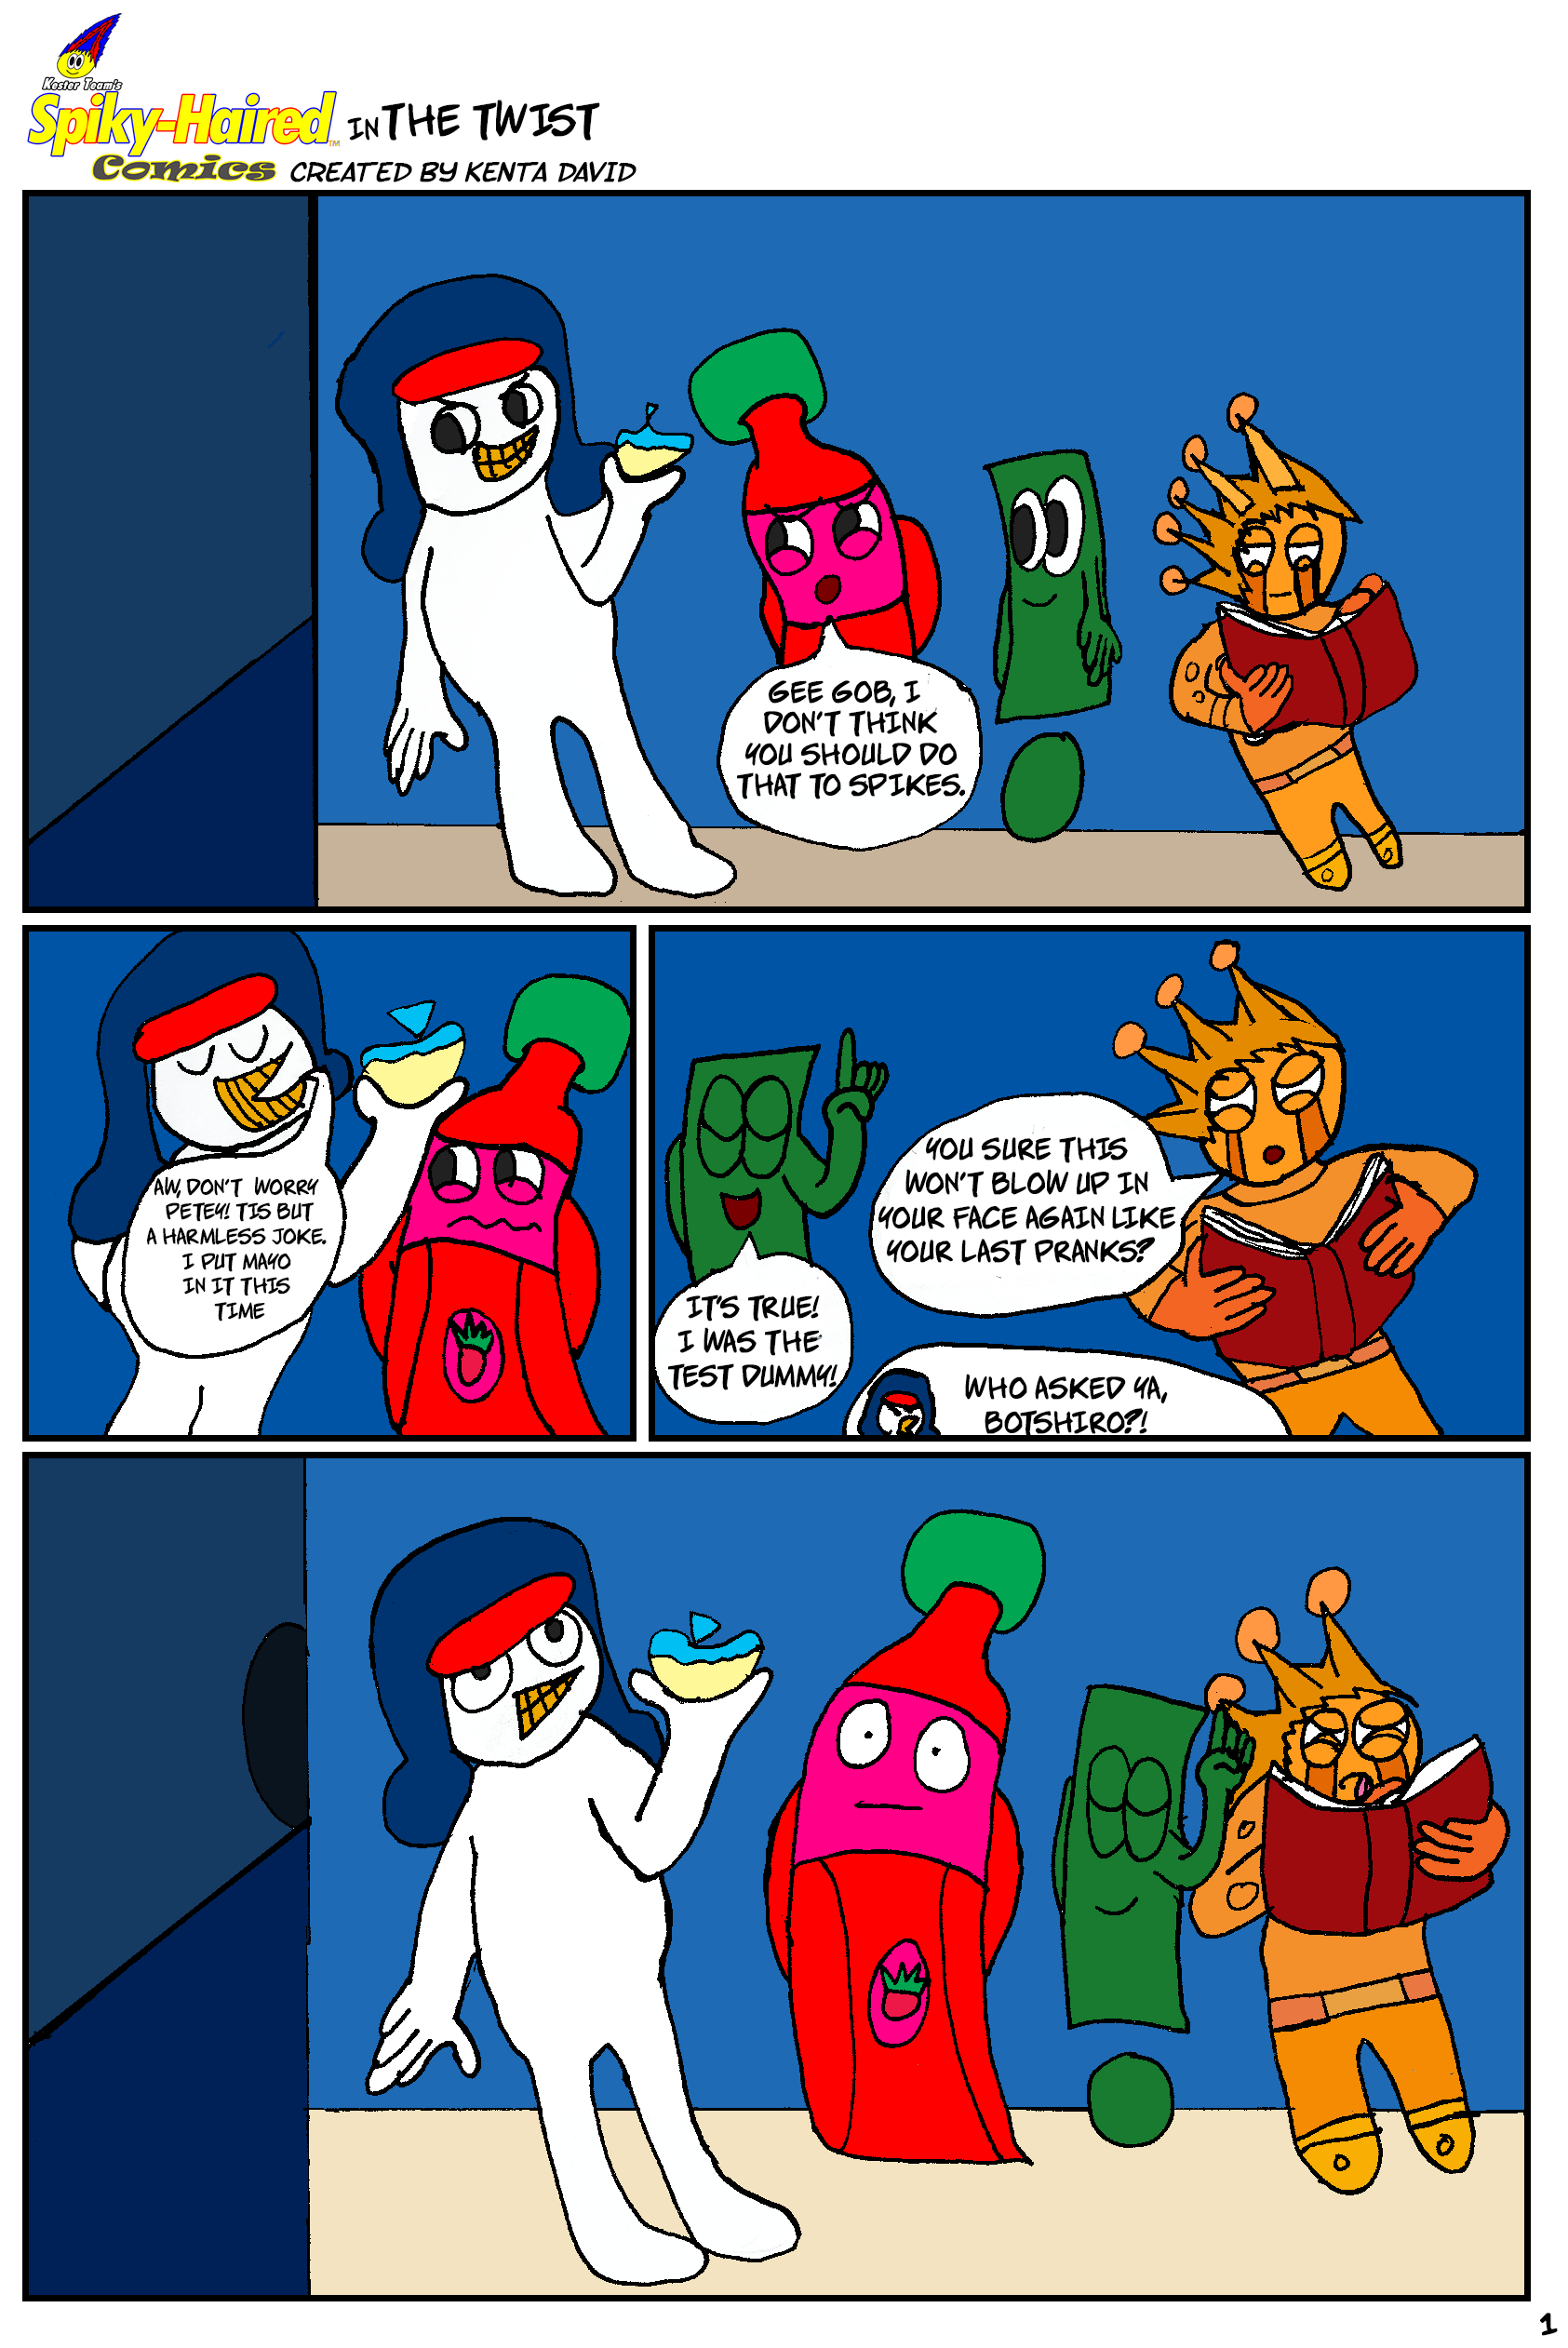 Kester Team's
Spiky-Haired™
Comics
IN THE TWIST
CREATED BY KENTA DAVID
GEE GOB, I
DON'T THINK
YOU SHOULD DO
THAT TO SPIKES.
AW, DON'T WORRY
PETEY! TIS BUT
A HARMLESS JOKE.
I PUT MAYO
IN IT THIS
TIME
YOU SURE THIS
WON'T BLOW UP IN
YOUR FACE AGAIN LIKE
YOUR LAST PRANKS?
IT'S TRUE!
I WAS THE
TEST DUMMY!
WHO ASKED YA,
BOTSHIRO?!
1